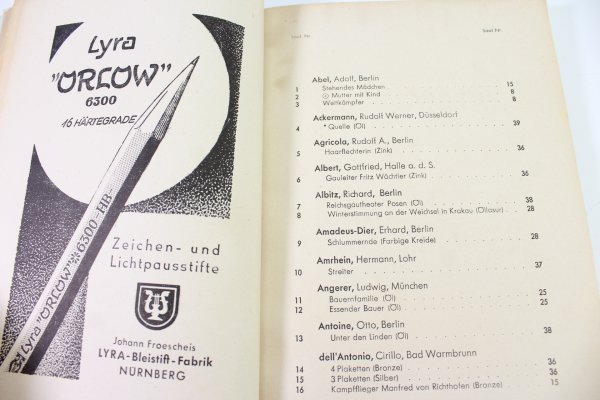 Lyra
"ORLOW"
6300
16 HÄRTEGRADE
Lyra "ORLOW" 6300-HB
Zeichen- und
Lichtpausstifte
Johann Froescheis
LYRA-Bleistift-Fabrik
NÜRNBERG
Saal Nr.
Abel, Adolf, Berlin
1 Stehendes Mädchen 15
2 Mutter mit Kind 8
3 Wettkämpfer 8
Ackermann, Rudolf Werner, Düsseldorf
4 * Quelle (Öl) 39
Agricola, Rudolf A., Berlin
5 Haarflechterin (Zink) 36
Albert, Gottfried, Halle a. d. S.
6 Gauleiter Fritz Wächtler (Zink) 36
Albitz, Richard, Berlin
7 Reichsgautheater Posen (Öl) 38
8 Winterstimmung an der Weichsel in Krakau (Öllasur) 28
Amadeus-Dier, Erhard, Berlin
9 Schlummernde (Farbige Kreide) 28
Amrhein, Hermann, Lohr
10 Streiter 37
Angerer, Ludwig, München
11 Bauernfamilie (Öl) 25
12 Essender Bauer (Öl) 25
Antoine, Otto, Berlin
13 Unter den Linden (Öl) 38
dell'Antonio, Cirillo, Bad Warmbrunn
14 4 Plaketten (Bronze) 36
15 3 Plaketten (Silber) 36
16 Kampfflieger Manfred von Richthofen (Bronze) 15